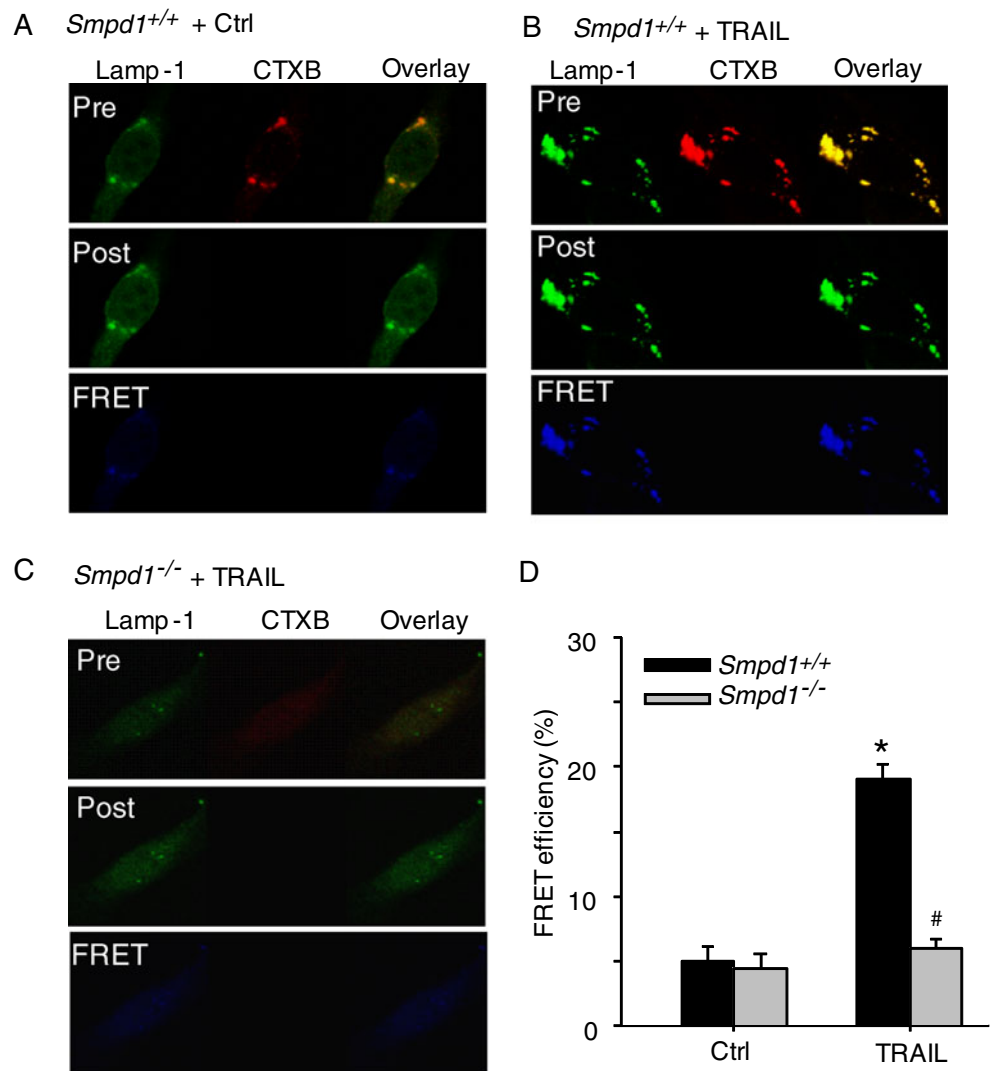 A Smpd1+/+ + Ctrl
Lamp-1 CTXB Overlay
Pre
Post
FRET
B Smpd1+/+ + TRAIL
Lamp-1 CTXB Overlay
Pre
Post
FRET
C Smpd1-/- + TRAIL
Lamp-1 CTXB Overlay
Pre
Post
FRET
D
30
20
10
0
FRET efficiency (%)
Smpd1+/+
Smpd1-/-
*
#
Ctrl TRAIL